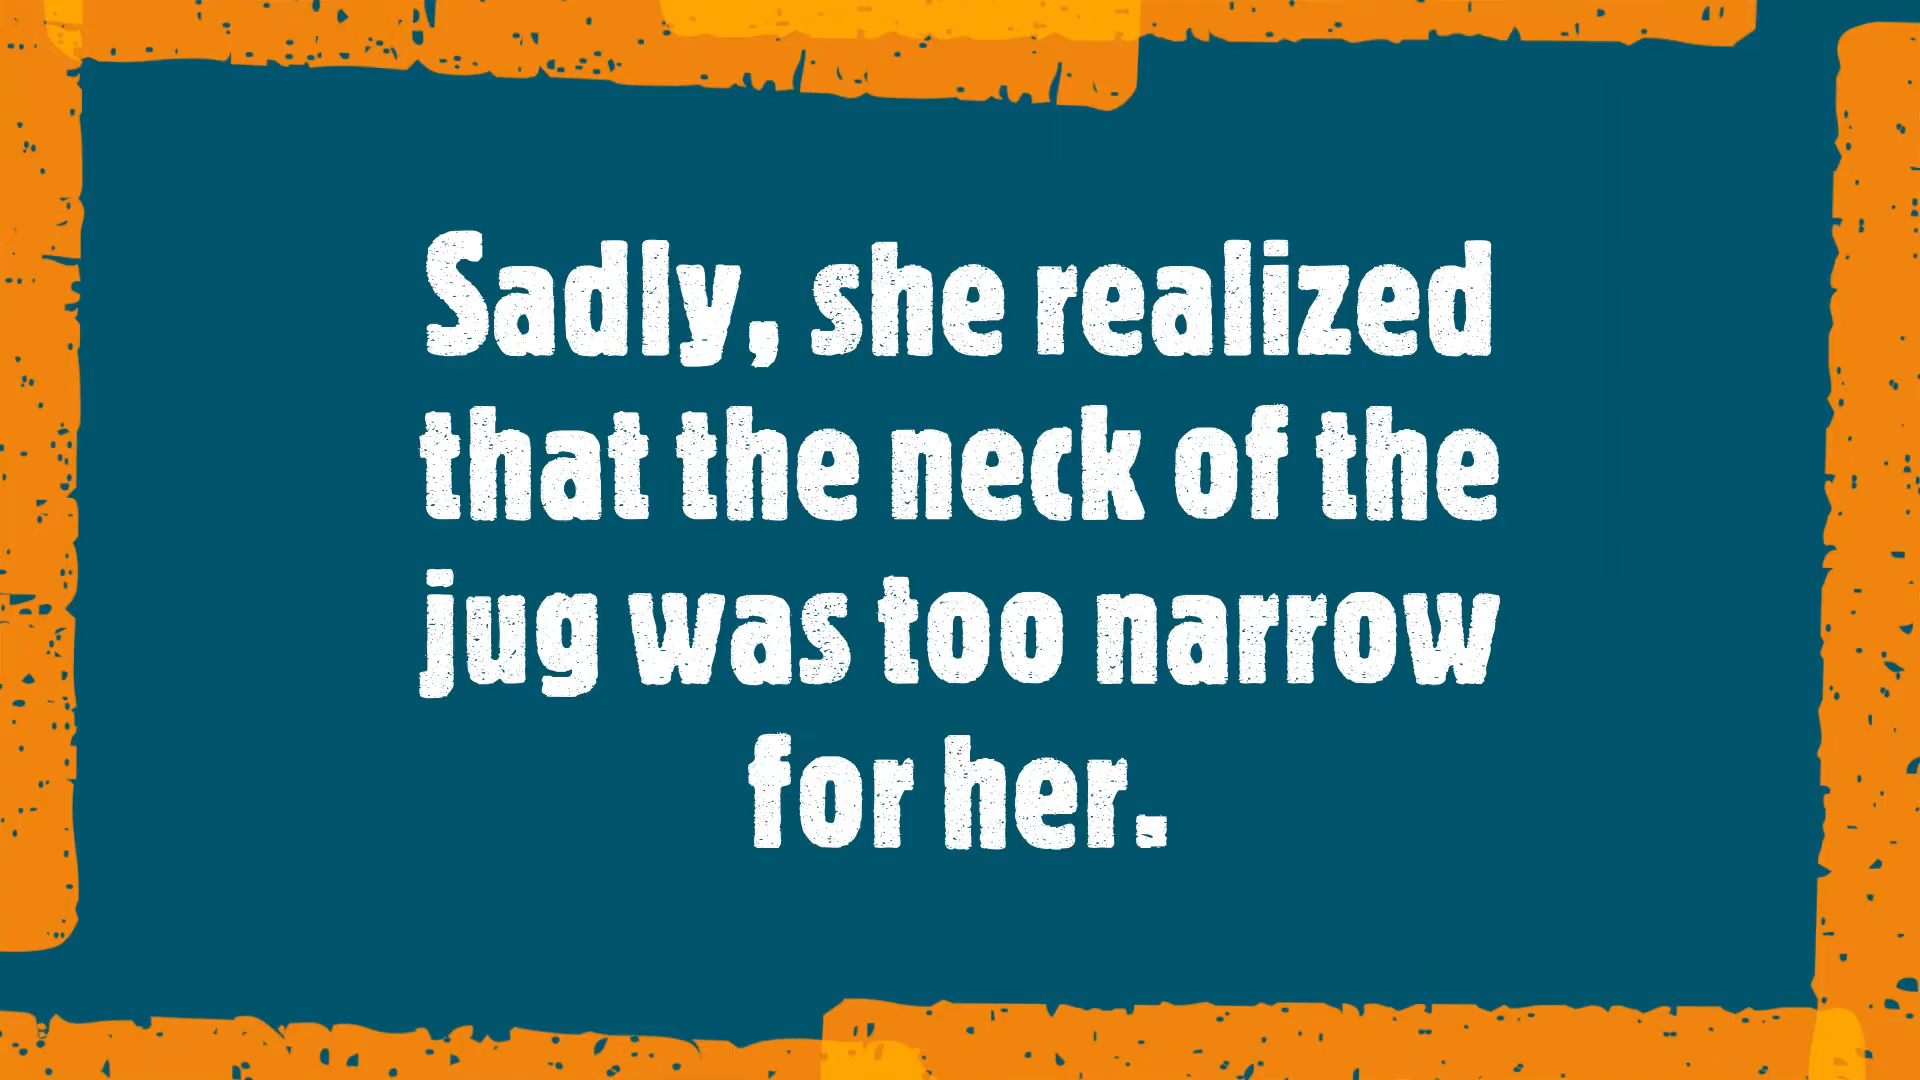 Sadly, she realized
that the neck of the
jug was too narrow
for her.